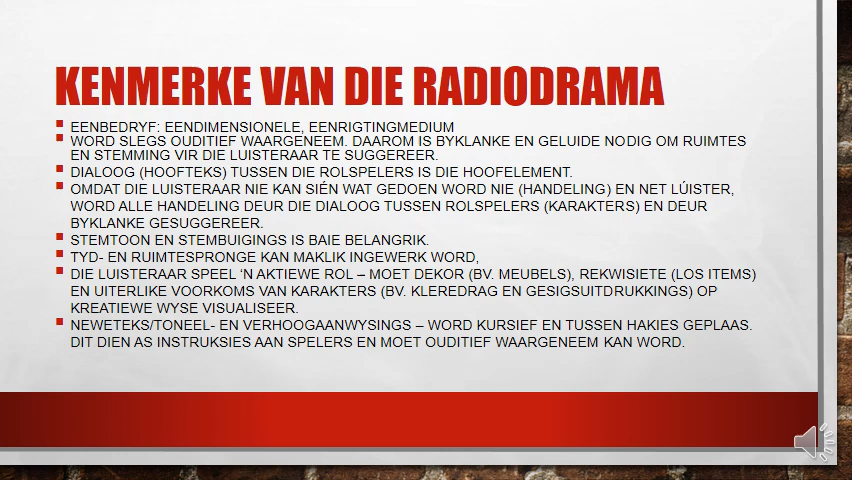 KENMERKE VAN DIE RADIODRAMA
EENBEDRYF: EENDIMENSIONELE, EENRIGTINGMEDIUM
WORD SLEGS OUDITIEF WAARGENEEM. DAAROM IS BYKLANKE EN GELUIDE NODIG OM RUIMTES
EN STEMMING VIR DIE LUISTERAAR TE SUGGEREER.
DIALOOG (HOOFTEKS) TUSSEN DIE ROLSPELERS IS DIE HOOFELEMENT.
OMDAT DIE LUISTERAAR NIE KAN SIÉN WAT GEDOEN WORD NIE (HANDELING) EN NET LÚISTER,
WORD ALLE HANDELING DEUR DIE DIALOOG TUSSEN ROLSPELERS (KARAKTERS) EN DEUR
BYKLANKE GESUGGEREER.
STEMTOON EN STEMBUIGINGS IS BAIE BELANGRIK.
TYD- EN RUIMTESPRONGE KAN MAKLIK INGEWERK WORD,
DIE LUISTERAAR SPEEL ‘N AKTIEWE ROL – MOET DEKOR (BV. MEUBELS), REKWISIETE (LOS ITEMS)
EN UITERLIKE VOORKOMS VAN KARAKTERS (BV. KLEREDRAG EN GESIGSUITDRUKKINGS) OP
KREATIEWE WYSE VISUALISEER.
NEWETEKS/TONEEL- EN VERHOOGAANWYSINGS – WORD KURSIEF EN TUSSEN HAKIES GEPLAAS.
DIT DIEN AS INSTRUKSIES AAN SPELERS EN MOET OUDITIEF WAARGENEEM KAN WORD.